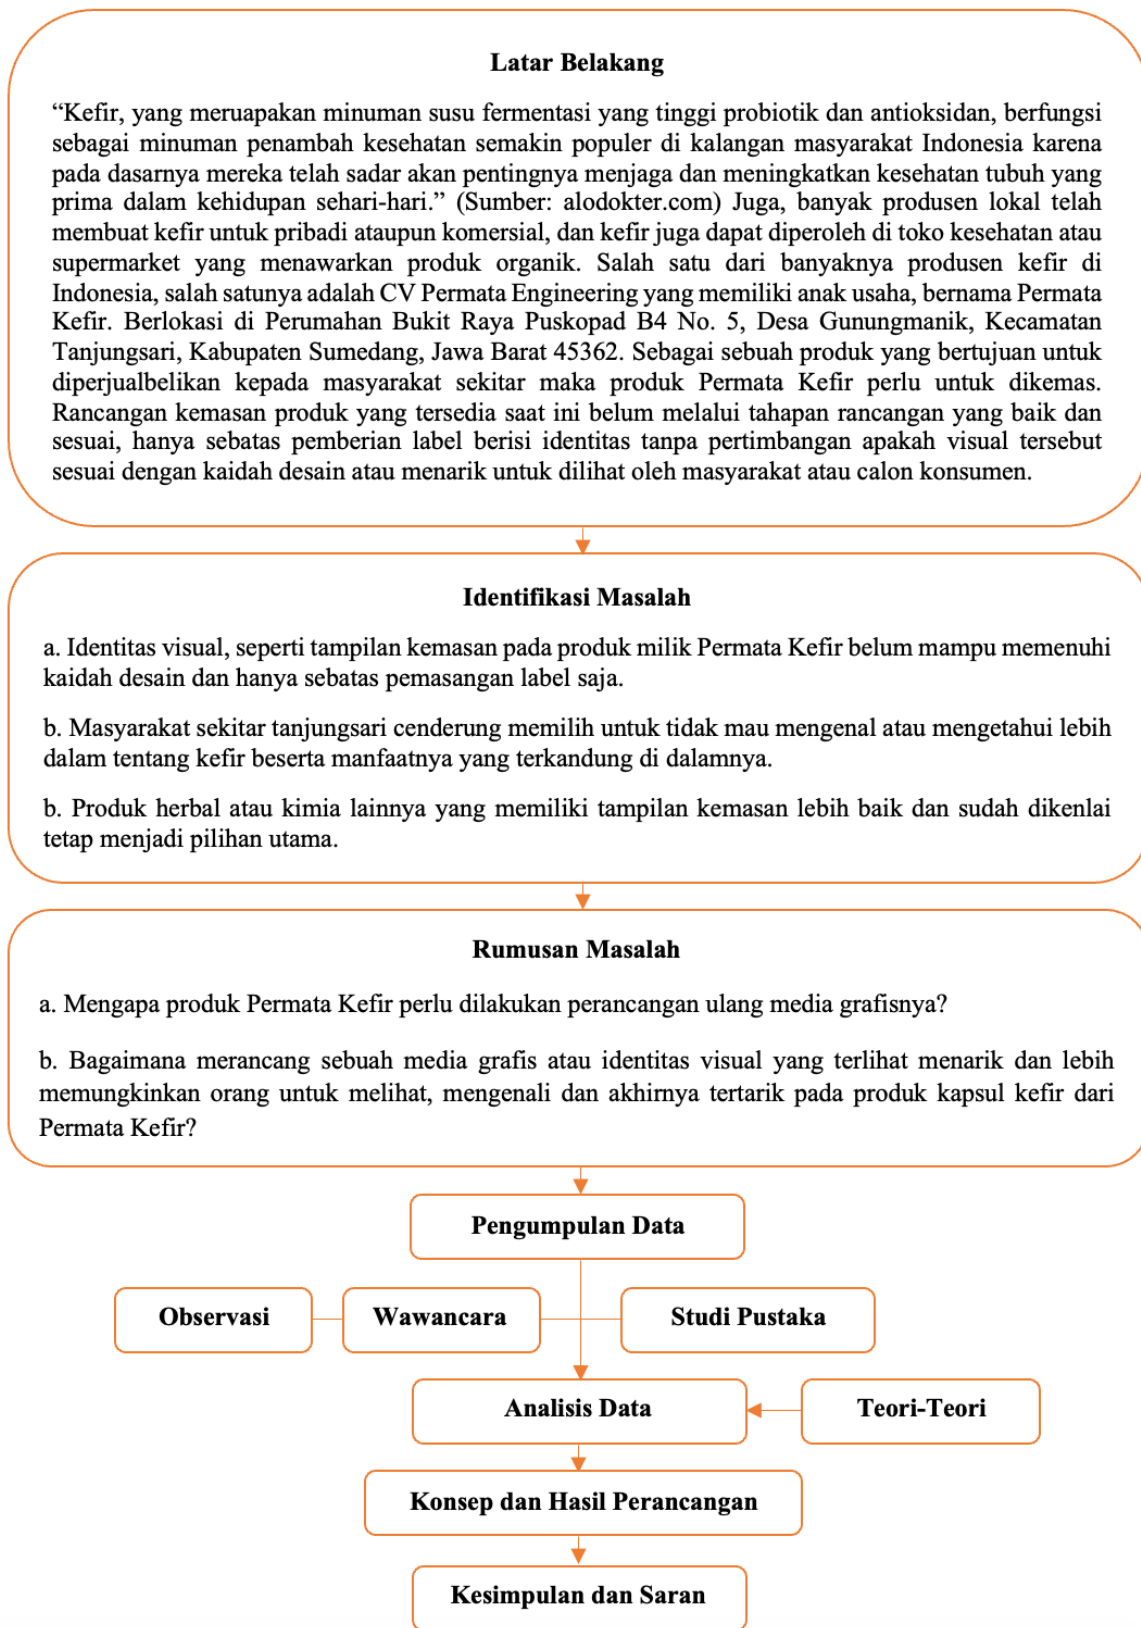 Latar Belakang
“Kefir, yang meruapakan minuman susu fermentasi yang tinggi probiotik dan antioksidan, berfungsi
sebagai minuman penambah kesehatan semakin populer di kalangan masyarakat Indonesia karena
pada dasarnya mereka telah sadar akan pentingnya menjaga dan meningkatkan kesehatan tubuh yang
prima dalam kehidupan sehari-hari.” (Sumber: alodokter.com) Juga, banyak produsen lokal telah
membuat kefir untuk pribadi ataupun komersial, dan kefir juga dapat diperoleh di toko kesehatan atau
supermarket yang menawarkan produk organik. Salah satu dari banyaknya produsen kefir di
Indonesia, salah satunya adalah CV Permata Engineering yang memiliki anak usaha, bernama Permata
Kefir. Berlokasi di Perumahan Bukit Raya Puskopad B4 No. 5, Desa Gunungmanik, Kecamatan
Tanjungsari, Kabupaten Sumedang, Jawa Barat 45362. Sebagai sebuah produk yang bertujuan untuk
diperjualbelikan kepada masyarakat sekitar maka produk Permata Kefir perlu untuk dikemas.
Rancangan kemasan produk yang tersedia saat ini belum melalui tahapan rancangan yang baik dan
sesuai, hanya sebatas pemberian label berisi identitas tanpa pertimbangan apakah visual tersebut
sesuai dengan kaidah desain atau menarik untuk dilihat oleh masyarakat atau calon konsumen.
Identifikasi Masalah
a. Identitas visual, seperti tampilan kemasan pada produk milik Permata Kefir belum mampu memenuhi
kaidah desain dan hanya sebatas pemasangan label saja.
b. Masyarakat sekitar tanjungsari cenderung memilih untuk tidak mau mengenal atau mengetahui lebih
dalam tentang kefir beserta manfaatnya yang terkandung di dalamnya.
b. Produk herbal atau kimia lainnya yang memiliki tampilan kemasan lebih baik dan sudah dikenlai
tetap menjadi pilihan utama.
Rumusan Masalah
a. Mengapa produk Permata Kefir perlu dilakukan perancangan ulang media grafisnya?
b. Bagaimana merancang sebuah media grafis atau identitas visual yang terlihat menarik dan lebih
memungkinkan orang untuk melihat, mengenali dan akhirnya tertarik pada produk kapsul kefir dari
Permata Kefir?
Pengumpulan Data
Observasi
Wawancara
Studi Pustaka
Analisis Data
Teori-Teori
Konsep dan Hasil Perancangan
Kesimpulan dan Saran